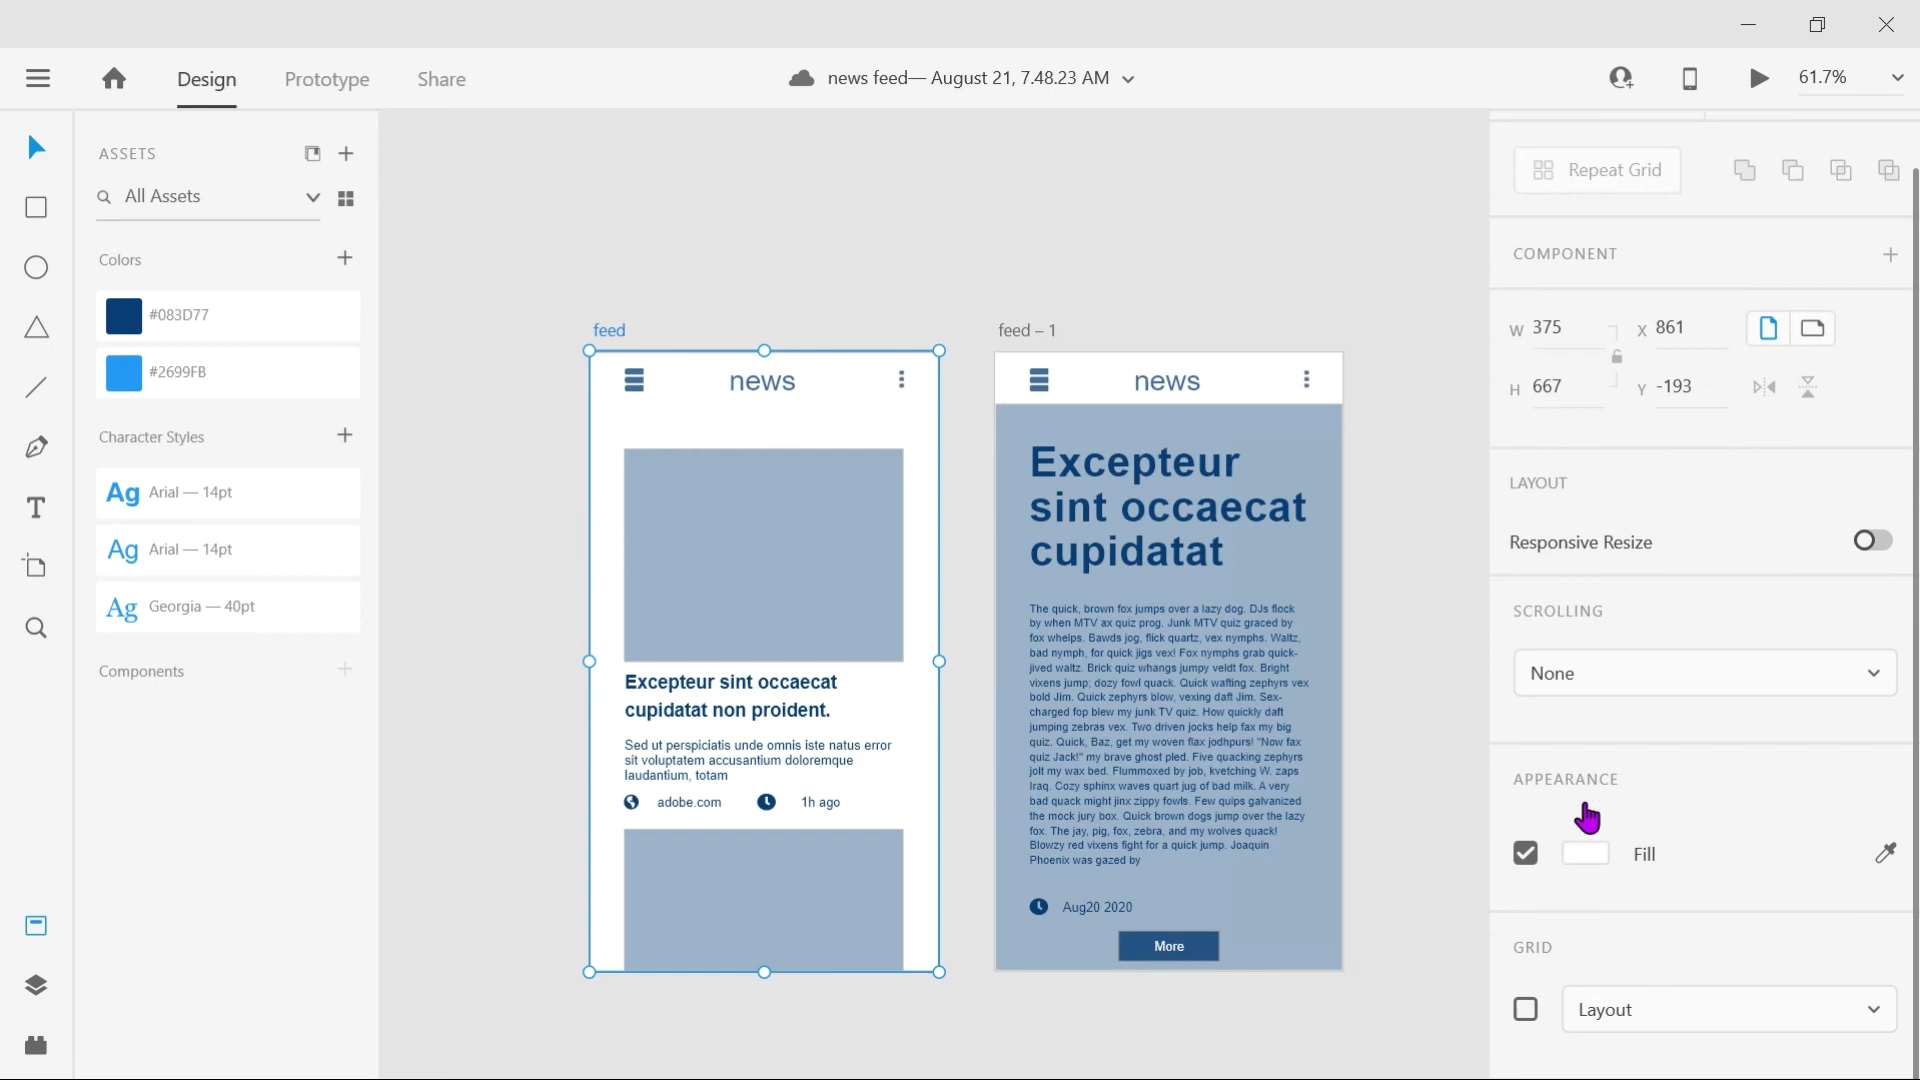 Design
Prototype
Share
news feed— August 21, 7.48.23 AM
61.7%
ASSETS
All Assets
Colors
#083D77
#2699FB
Character Styles
Ag Arial — 14pt
Ag Arial — 14pt
Ag Georgia — 40pt
Components
feed
news
Excepteur sint occaecat
cupidatat non proident.
Sed ut perspiciatis unde omnis iste natus error
sit voluptatem accusantium doloremque
laudantium, totam
adobe.com
1h ago
feed – 1
news
Excepteur
sint occaecat
cupidatat
The quick, brown fox jumps over a lazy dog. DJs flock
by when MTV ax quiz prog. Junk MTV quiz graced by
fox whelps. Bawds jog, flick quartz, vex nymphs. Waltz,
bad nymph, for quick jigs vex! Fox nymphs grab quick-
jived waltz. Brick quiz whangs jumpy veldt fox. Bright
vixens jump; dozy fowl quack. Quick wafting zephyrs vex
bold Jim. Quick zephyrs blow, vexing daft Jim. Sex-
charged fop blew my junk TV quiz. How quickly daft
jumping zebras vex. Two driven jocks help fax my big
quiz. Quick, Baz, get my woven flax jodhpurs! "Now fax
quiz Jack!" my brave ghost pled. Five quacking zephyrs
jolt my wax bed. Flummoxed by job, kvetching W. zaps
Iraq. Cozy sphinx waves quart jug of bad milk. A very
bad quack might jinx zippy fowls. Few quips galvanized
the mock jury box. Quick brown dogs jump over the lazy
fox. The jay, pig, fox, zebra, and my wolves quack!
Blowzy red vixens fight for a quick jump. Joaquin
Phoenix was gazed by
Aug20 2020
More
Repeat Grid
COMPONENT
W 375
X 861
H 667
Y -193
LAYOUT
Responsive Resize
SCROLLING
None
APPEARANCE
Fill
GRID
Layout